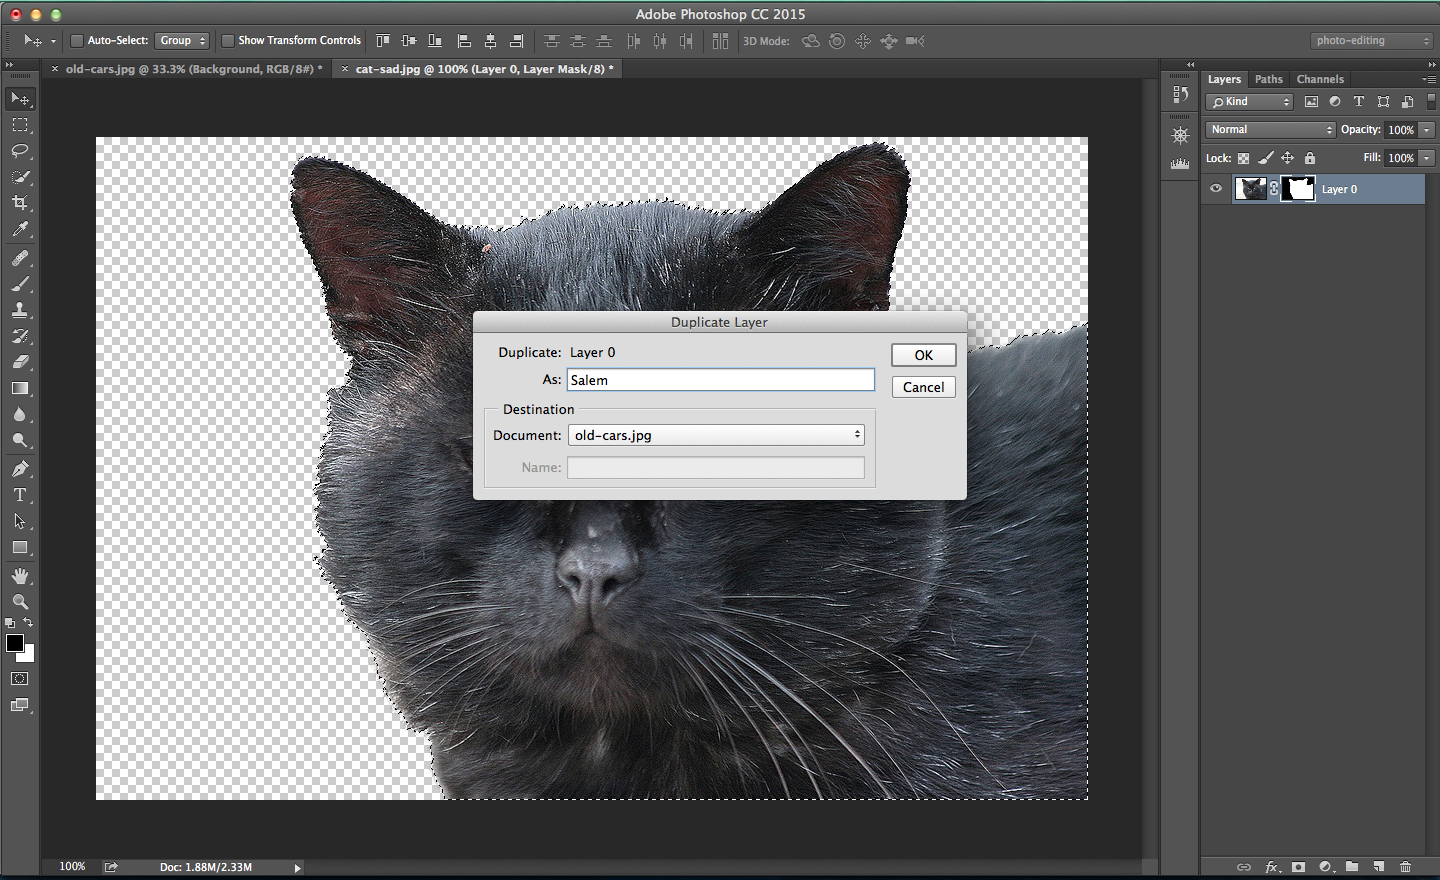 Adobe Photoshop CC 2015
Auto-Select: Group Show Transform Controls 3D Mode: photo-editing
× old-cars.jpg @ 33.3% (Background, RGB/8#) * × cat-sad.jpg @ 100% (Layer 0, Layer Mask/8) *
Layers Paths Channels
Kind
Normal Opacity: 100%
Lock: Fill: 100%
Layer 0
Duplicate Layer
Duplicate: Layer 0
As: Salem
OK
Cancel
Destination
Document: old-cars.jpg
Name:
100% Doc: 1.88M/2.33M
fx